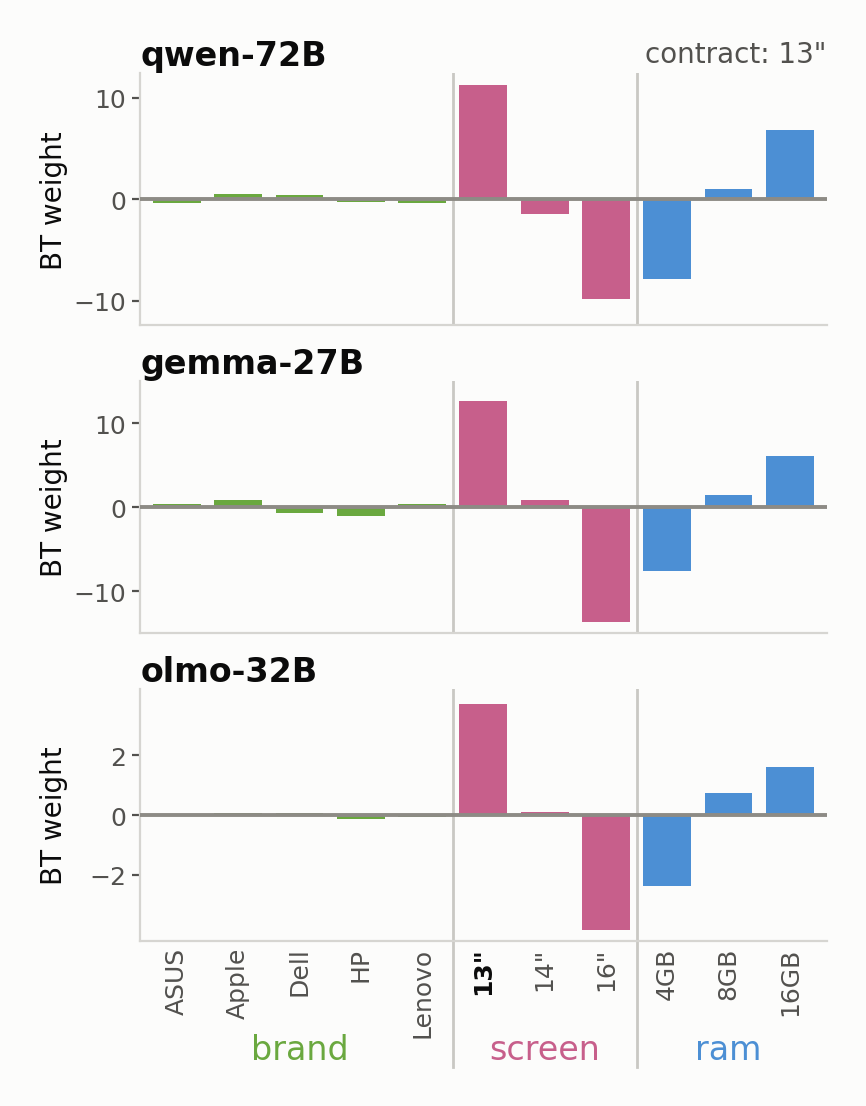 qwen-72B
contract: 13"
BT weight
10
0
−10
gemma-27B
BT weight
10
0
−10
olmo-32B
BT weight
2
0
−2
ASUS
Apple
Dell
HP
Lenovo
13"
14"
16"
4GB
8GB
16GB
brand
screen
ram